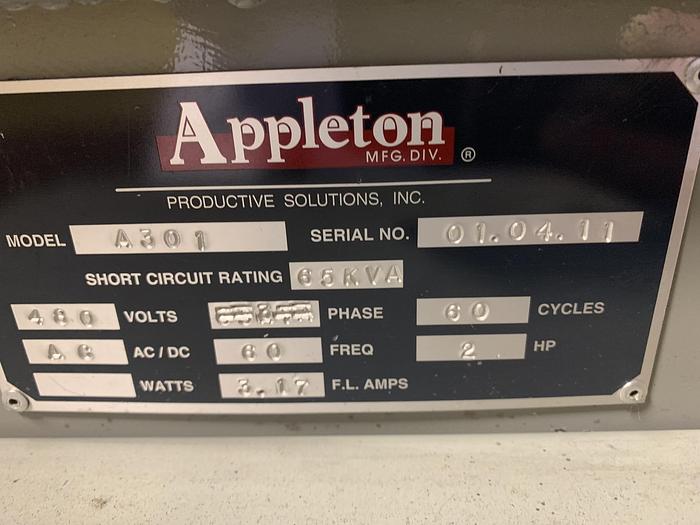 Appleton
MFG. DIV. ®
PRODUCTIVE SOLUTIONS, INC.
MODEL A301 SERIAL NO. 01.04.11
SHORT CIRCUIT RATING 65KVA
480 VOLTS PHASE 60 CYCLES
AC AC / DC 60 FREQ 2 HP
WATTS 3.17 F.L. AMPS